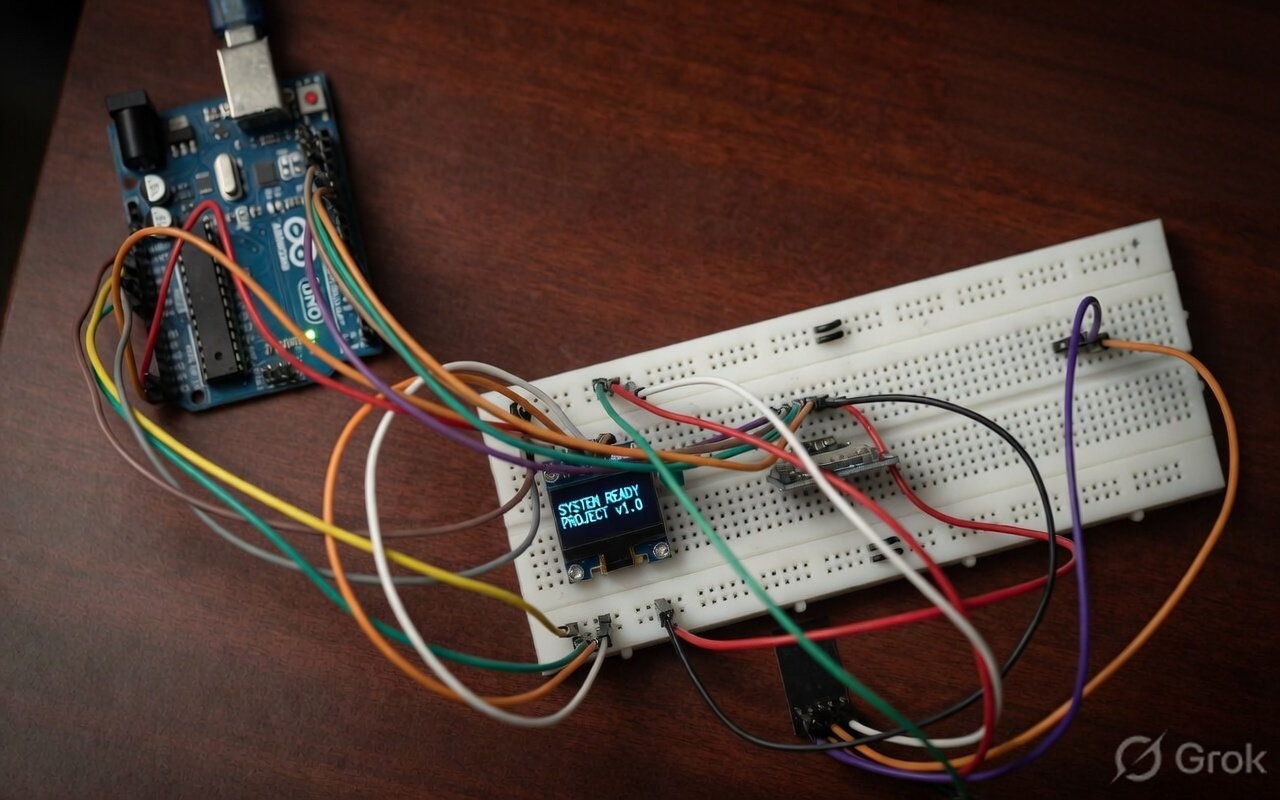 UNO
SYSTEM READY
PROJECT v1.0
Grok